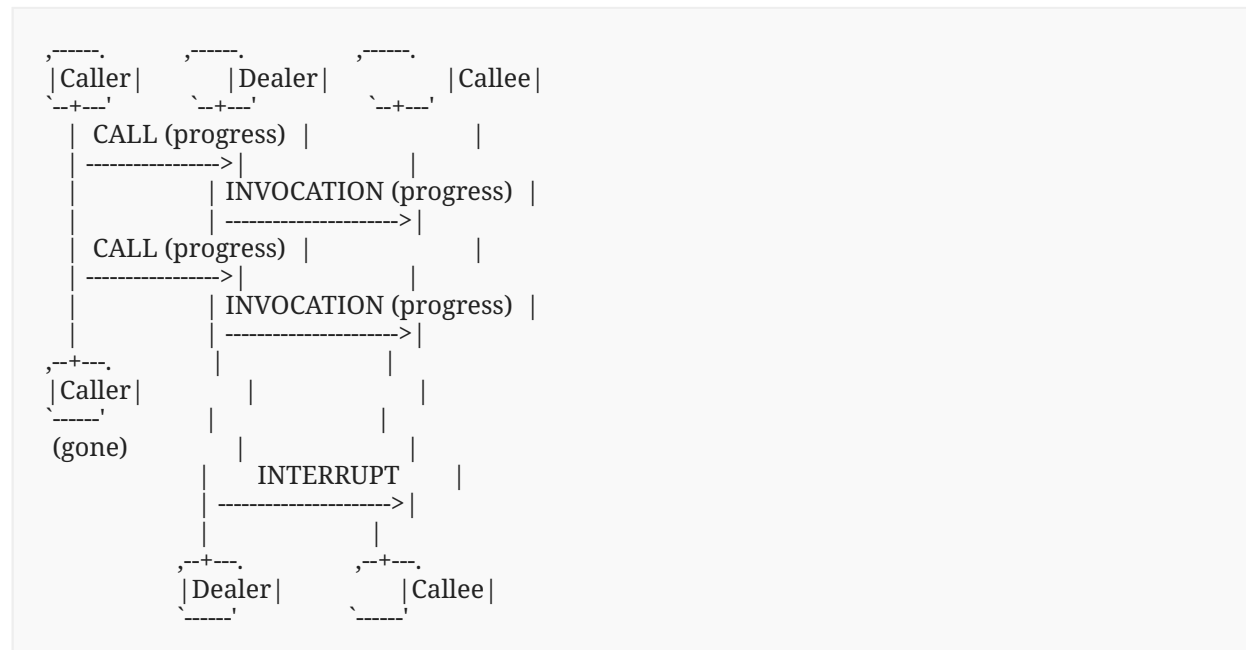 ,------.          ,------.          ,------.
|Caller|          |Dealer|          |Callee|
`--+---'          `--+---'          `--+---'
|  CALL (progress)  |                    |
| ----------------->|                    |
|                   | INVOCATION (progress)  |
|                   | ---------------------->|
|  CALL (progress)  |                    |
| ----------------->|                    |
|                   | INVOCATION (progress)  |
|                   | ---------------------->|
,--+---.            |                    |
|Caller|            |                    |
`------'            |                    |
(gone)              |                    |
|       INTERRUPT        |
| ---------------------->|
|                        |
,--+---.          ,--+---.
|Dealer|          |Callee|
`------'          `------'